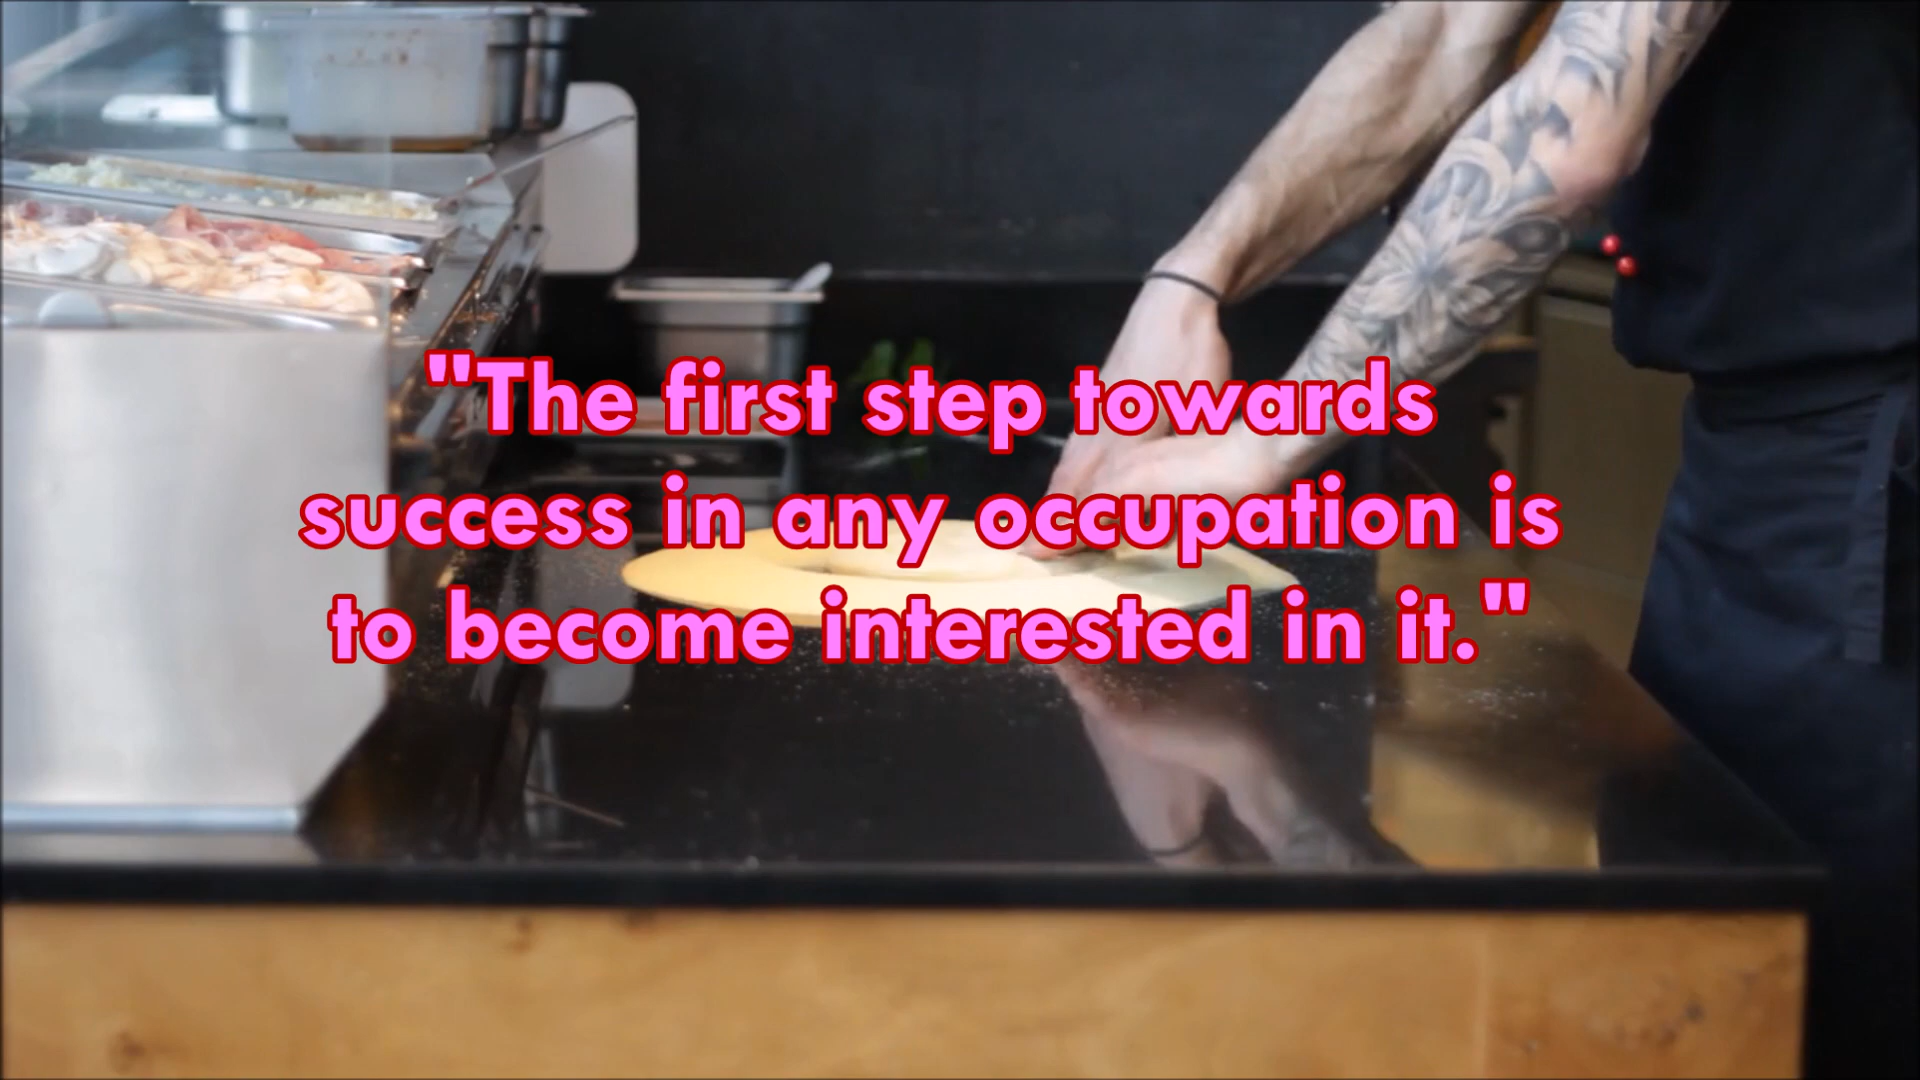 "The first step towards
success in any occupation is
to become interested in it."